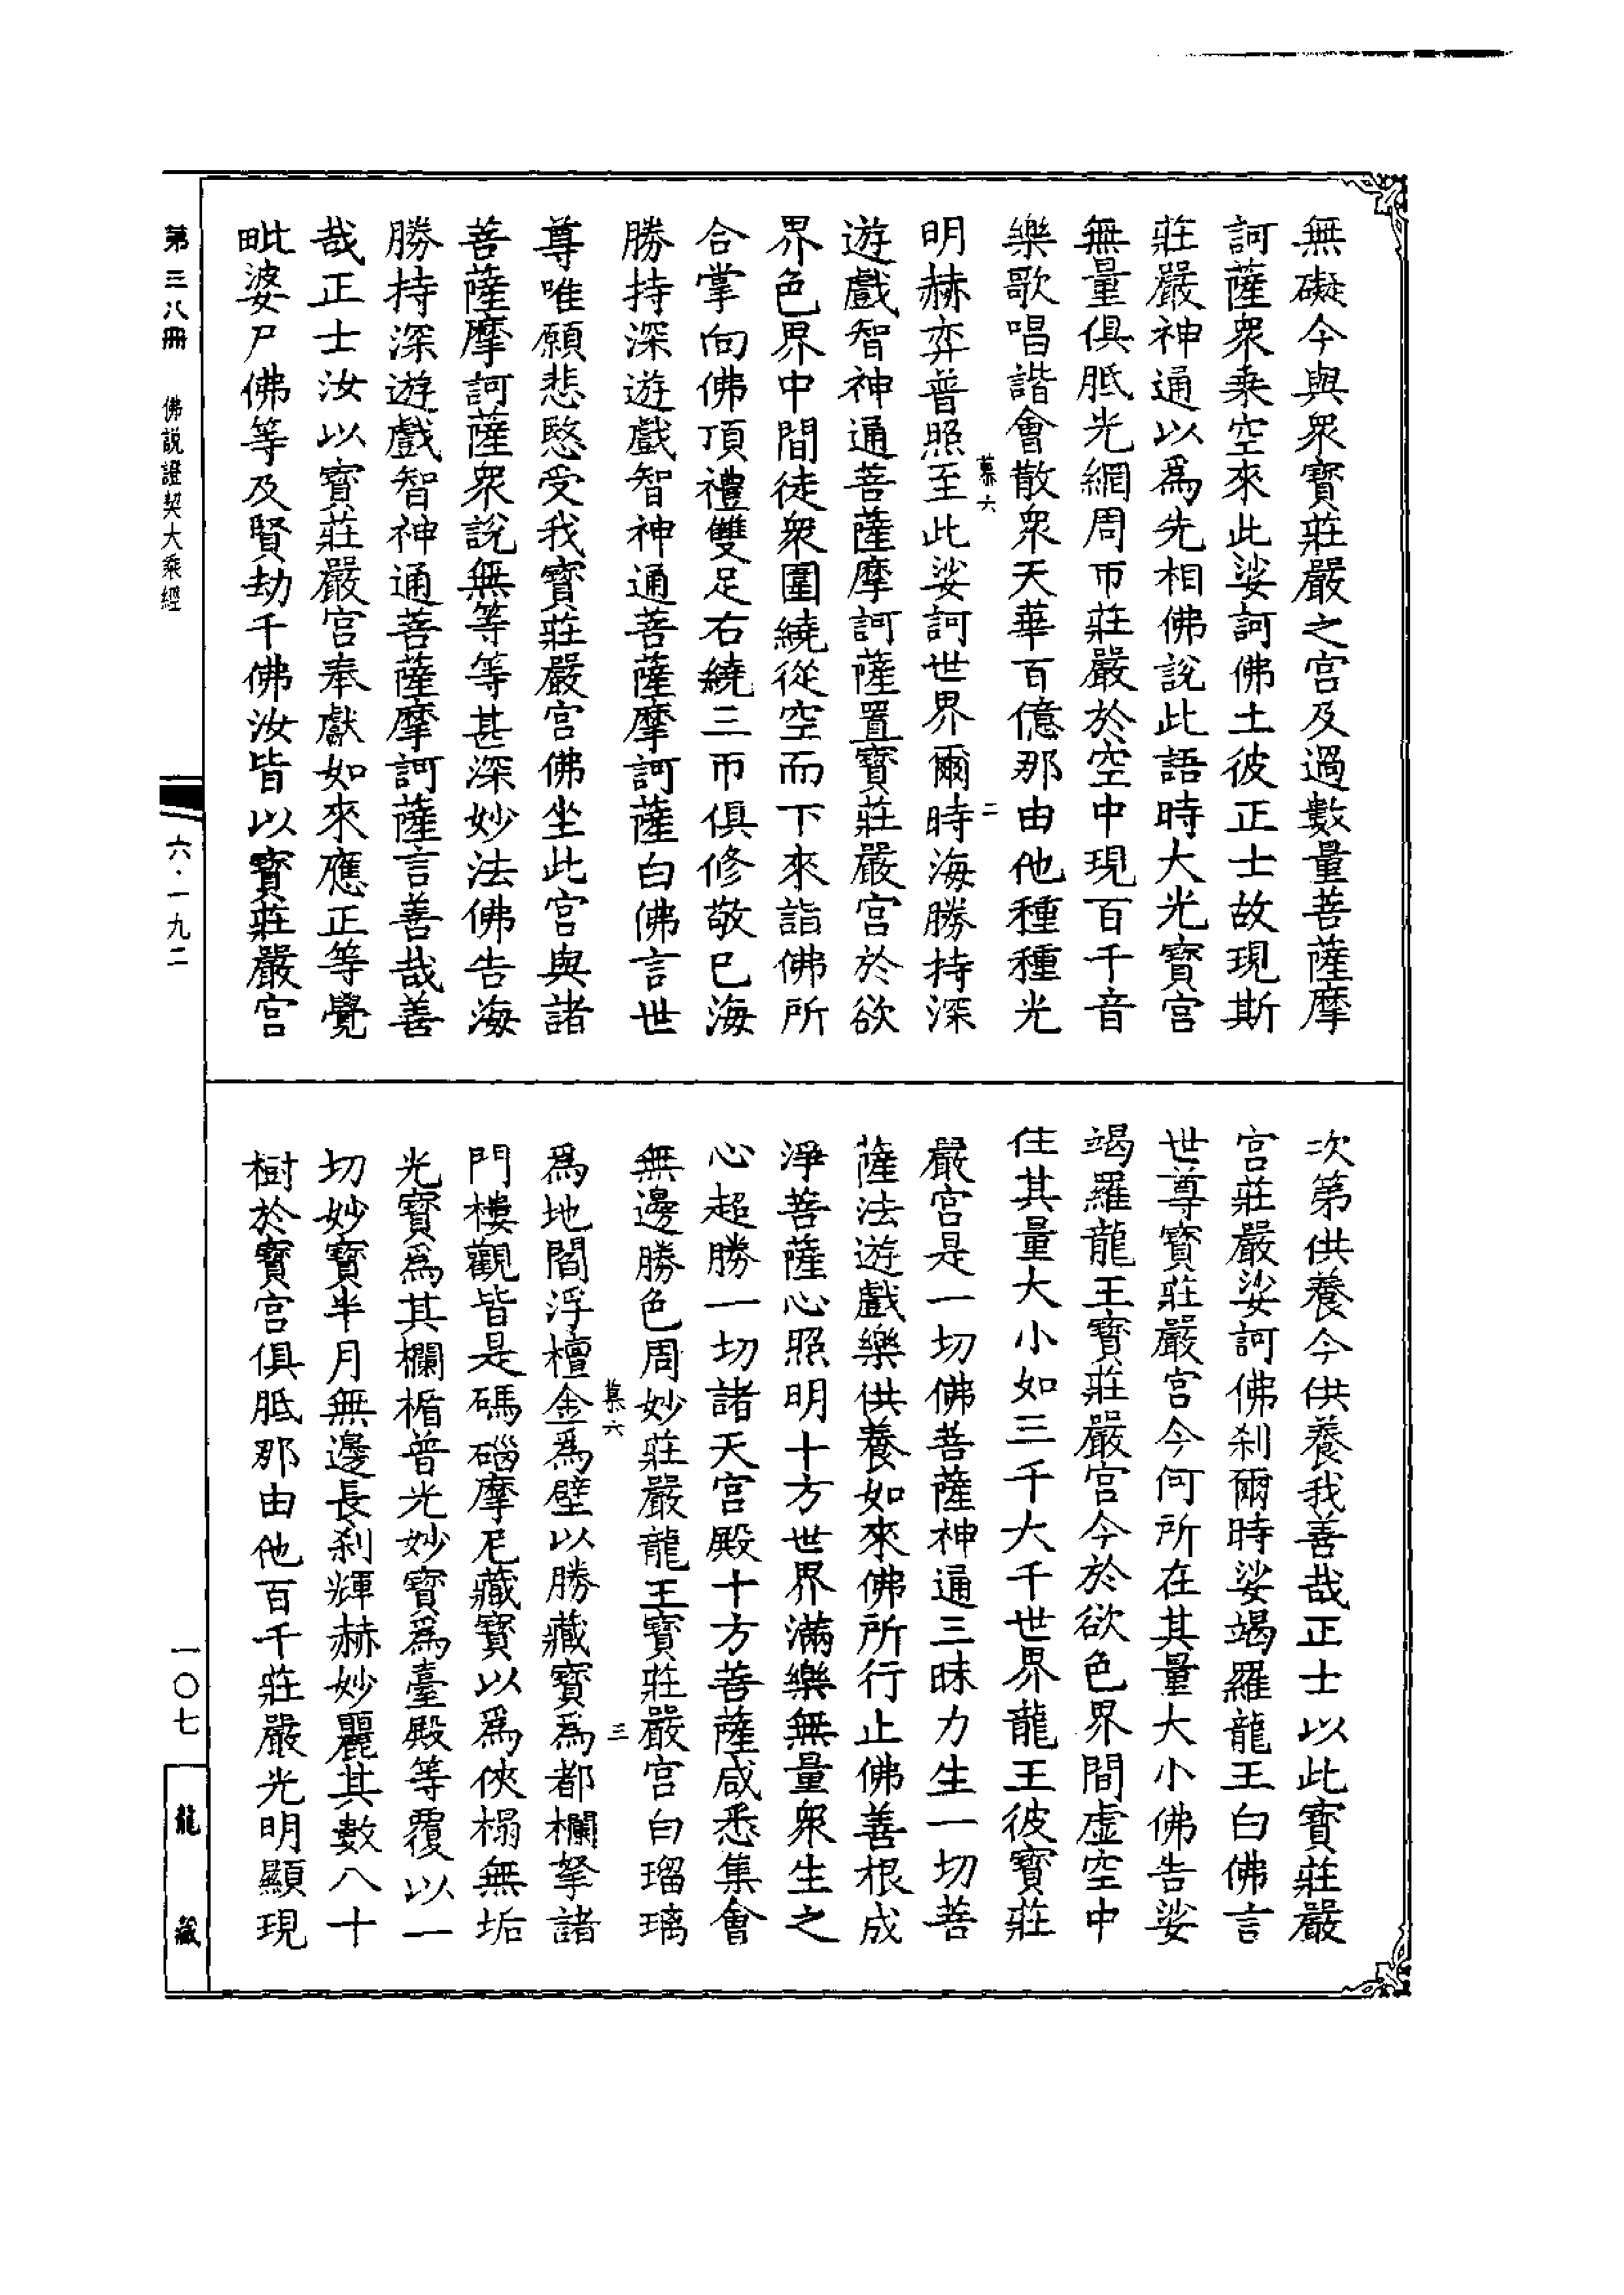 無礙今與衆寶莊嚴之宮及過數量菩薩摩
訶薩衆乘空來此娑訶佛土彼正士故現斯
莊嚴神通以爲先相佛說此語時大光寶宮
無量俱胝光網周帀莊嚴於空中現百千音
樂歌唱諧會散衆天華百億那由他種種光
慕六
二
明赫弈普照至此娑訶世界爾時海勝持深
遊戲智神通菩薩摩訶薩置寶莊嚴宮於欲
界色界中間徒衆圍繞從空而下來詣佛所
合掌向佛頂禮雙足右繞三帀俱修敬已海
勝持深遊戲智神通菩薩摩訶薩白佛言世
尊唯願悲愍受我寶莊嚴宮佛坐此宮與諸
菩薩摩訶薩衆說無等等甚深妙法佛告海
勝持深遊戲智神通菩薩摩訶薩言善哉善
哉正士汝以寶莊嚴宮奉獻如來應正等覺
毗婆尸佛等及賢劫千佛汝皆以寶莊嚴宮
次第供養今供養我善哉正士以此寶莊嚴
宮莊嚴娑訶佛刹爾時娑竭羅龍王白佛言
世尊寶莊嚴宮今何所在其量大小佛告娑
竭羅龍王寶莊嚴宮今於欲色界間虛空中
住其量大小如三千大千世界龍王彼寶莊
嚴宮是一切佛菩薩神通三昧力生一切善
薩法遊戲樂供養如來佛所行止佛善根成
淨菩薩心照明十方世界滿樂無量衆生之
心超勝一切諸天宮殿十方菩薩咸悉集會
無邊勝色周妙莊嚴龍王寶莊嚴宮白瑠璃
慕六
三
爲地閻浮檀金爲壁以勝藏寶爲都欄拏諸
門樓觀皆是碼碯摩尼藏寶以爲俠榻無垢
光寶爲其欄楯普光妙寶爲臺殿等覆以一
切妙寶半月無邊長刹輝赫妙麗其數八十
樹於寶宮俱胝那由他百千莊嚴光明顯現
第三八冊
佛說證契大乘經
六·一九二
一〇七
龍藏